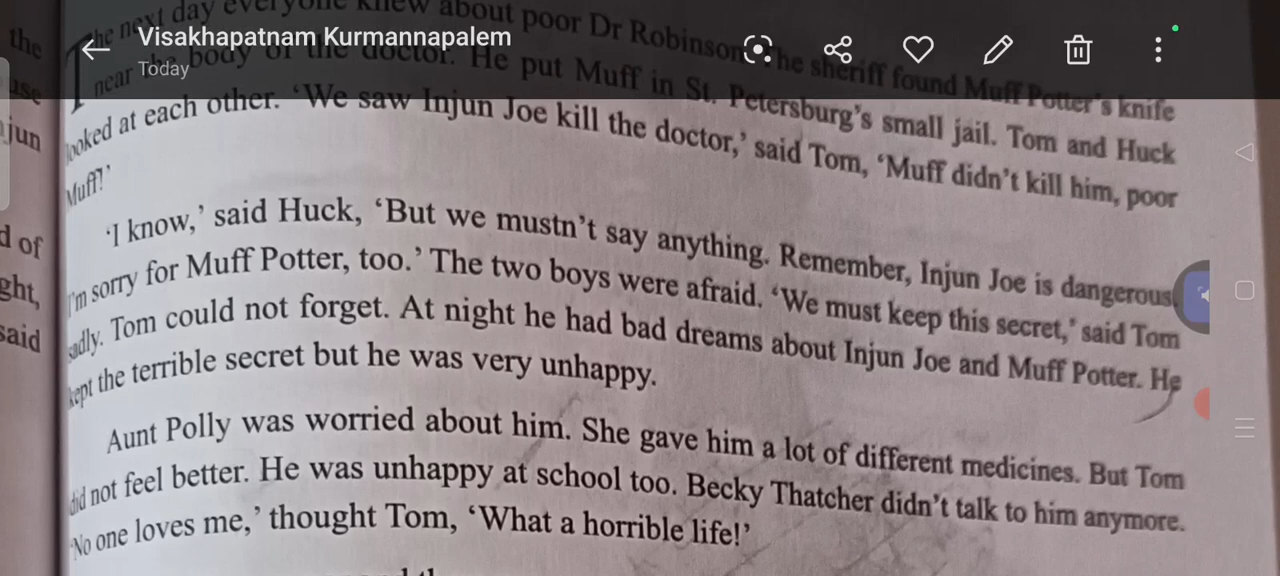 Visakhapatnam Kurmannapalem
Today
the
use
jun
d of
ght,
said
The next day everyone knew about poor Dr Robinson. The sheriff found Muff Potter's knife
near the body of the doctor. He put Muff in St. Petersburg's small jail. Tom and Huck
looked at each other. 'We saw Injun Joe kill the doctor,' said Tom, 'Muff didn't kill him, poor
Muff!'
'I know,' said Huck, 'But we mustn't say anything. Remember, Injun Joe is dangerous.
I'm sorry for Muff Potter, too.' The two boys were afraid. 'We must keep this secret,' said Tom
sadly. Tom could not forget. At night he had bad dreams about Injun Joe and Muff Potter. He
kept the terrible secret but he was very unhappy.
Aunt Polly was worried about him. She gave him a lot of different medicines. But Tom
did not feel better. He was unhappy at school too. Becky Thatcher didn't talk to him anymore.
'No one loves me,' thought Tom, 'What a horrible life!'